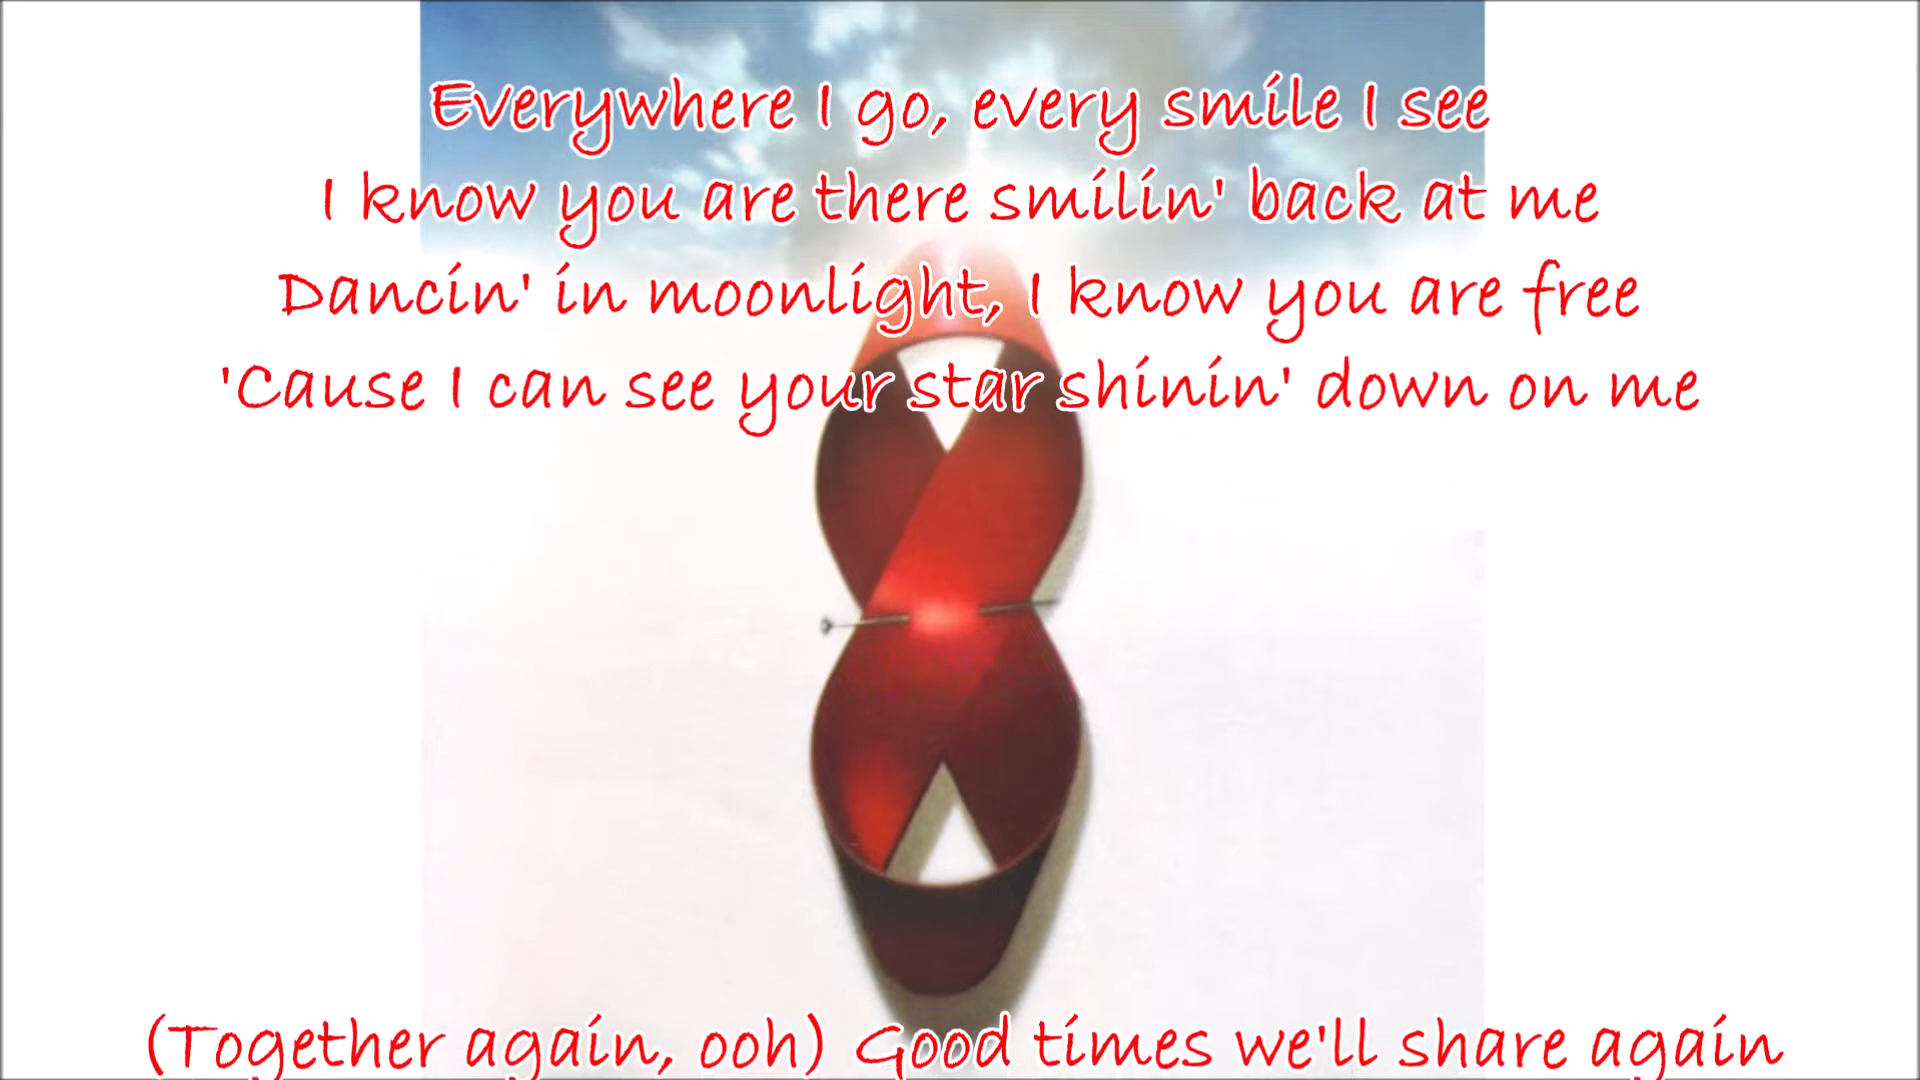 Everywhere I go, every smile I see
I know you are there smilin' back at me
Dancin' in moonlight, I know you are free
'Cause I can see your star shinin' down on me
(Together again, ooh) Good times we'll share again